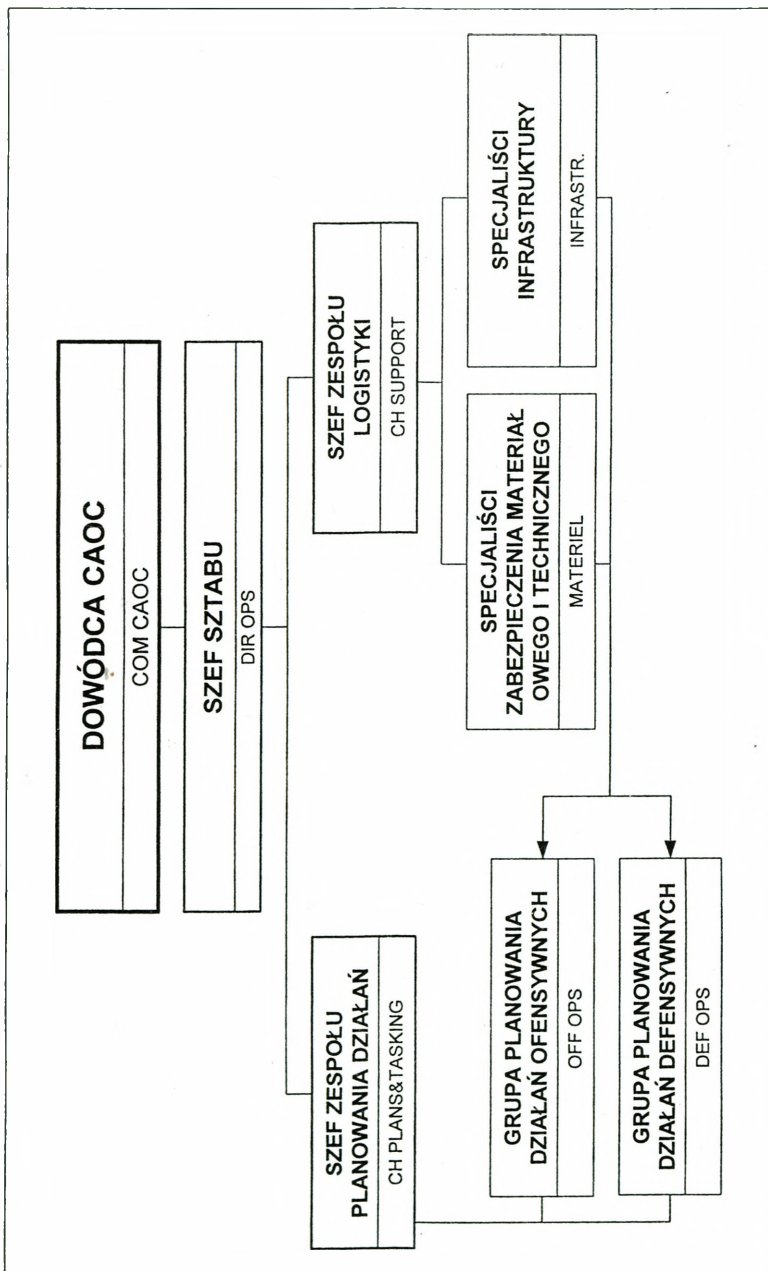 DOWÓDCA CAOC
COM CAOC
SZEF SZTABU
DIR OPS
SZEF ZESPOŁU
PLANOWANIA DZIAŁAŃ
CH PLANS&TASKING
SZEF ZESPOŁU
LOGISTYKI
CH SUPPORT
GRUPA PLANOWANIA
DZIAŁAŃ OFENSYWNYCH
OFF OPS
GRUPA PLANOWANIA
DZIAŁAŃ DEFENSYWNYCH
DEF OPS
SPECJALIŚCI
ZABEZPIECZENIA MATERIAŁ
OWEGO I TECHNICZNEGO
MATERIEL
SPECJALIŚCI
INFRASTRUKTURY
INFRASTR.